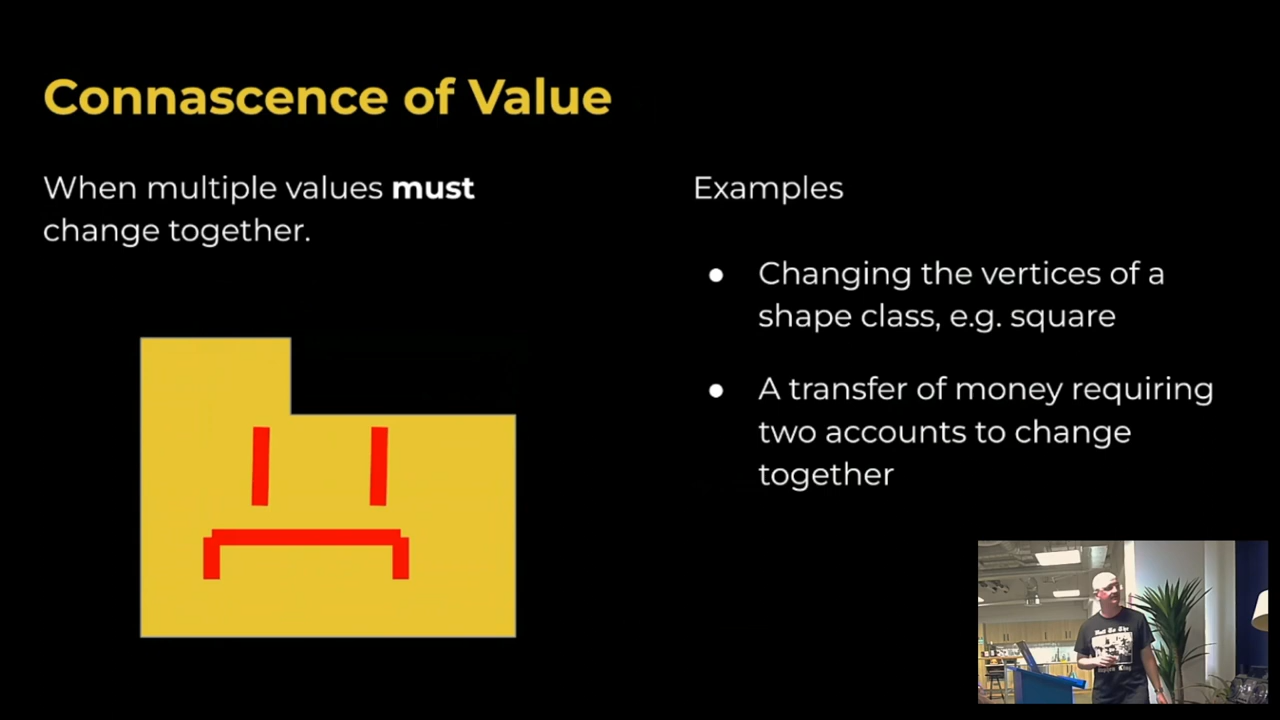 Connascence of Value
When multiple values must
change together.
Examples
● Changing the vertices of a
shape class, e.g. square
● A transfer of money requiring
two accounts to change
together